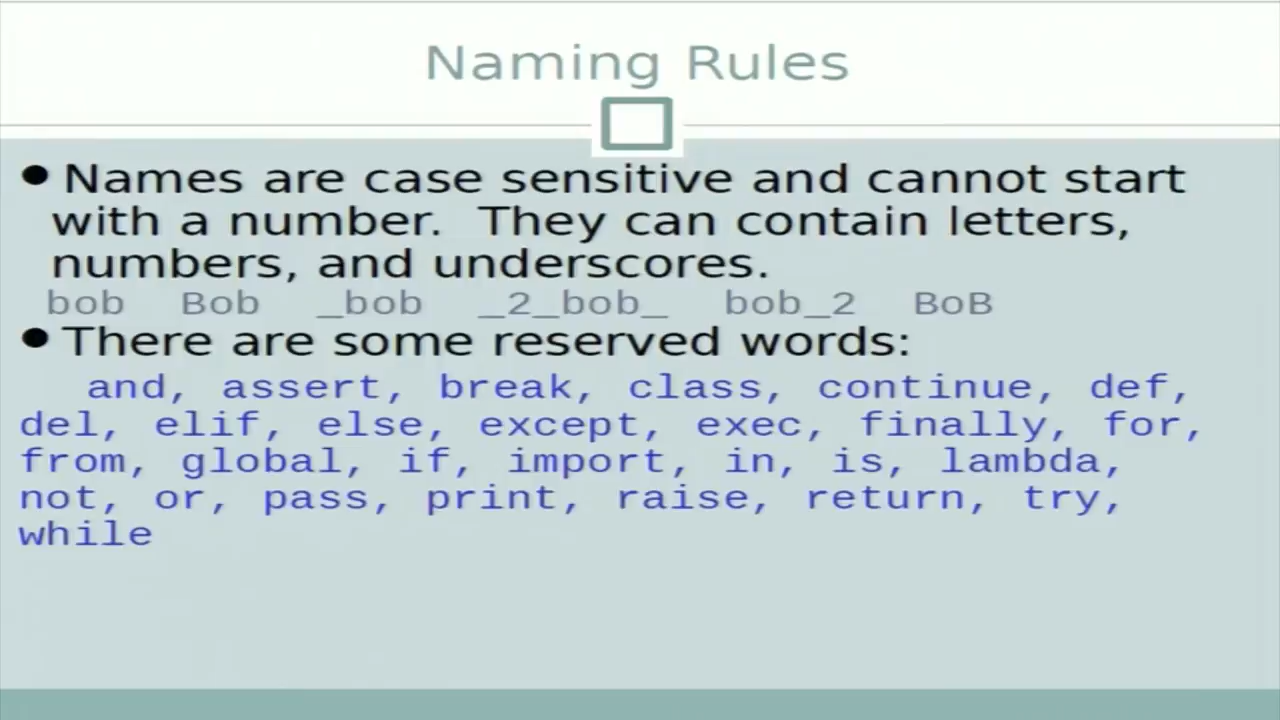 Naming Rules
• Names are case sensitive and cannot start
with a number.  They can contain letters,
numbers, and underscores.
bob  Bob  _bob  _2_bob_  bob_2  BoB
• There are some reserved words:
and, assert, break, class, continue, def,
del, elif, else, except, exec, finally, for,
from, global, if, import, in, is, lambda,
not, or, pass, print, raise, return, try,
while